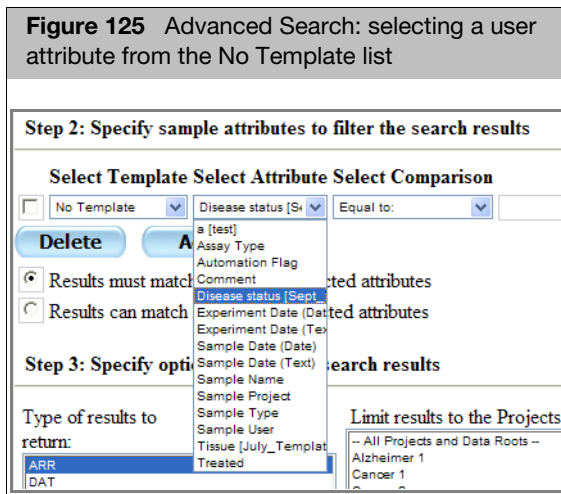 Figure 125 Advanced Search: selecting a user
attribute from the No Template list
Step 2: Specify sample attributes to filter the search results
Select Template Select Attribute Select Comparison
No Template Disease status [Se Equal to:
Delete A
a [test]
Assay Type
Automation Flag
Comment
Disease status [Sept_
Experiment Date (Dat
Experiment Date (Tex
Sample Date (Date)
Sample Date (Text)
Sample Name
Sample Project
Sample Type
Sample User
Tissue [July_Templat
Treated
Results must match cted attributes
Results can match ted attributes
Step 3: Specify opti earch results
Type of results to
return:
ARR
DAT
Limit results to the Projects
-- All Projects and Data Roots --
Alzheimer 1
Cancer 1